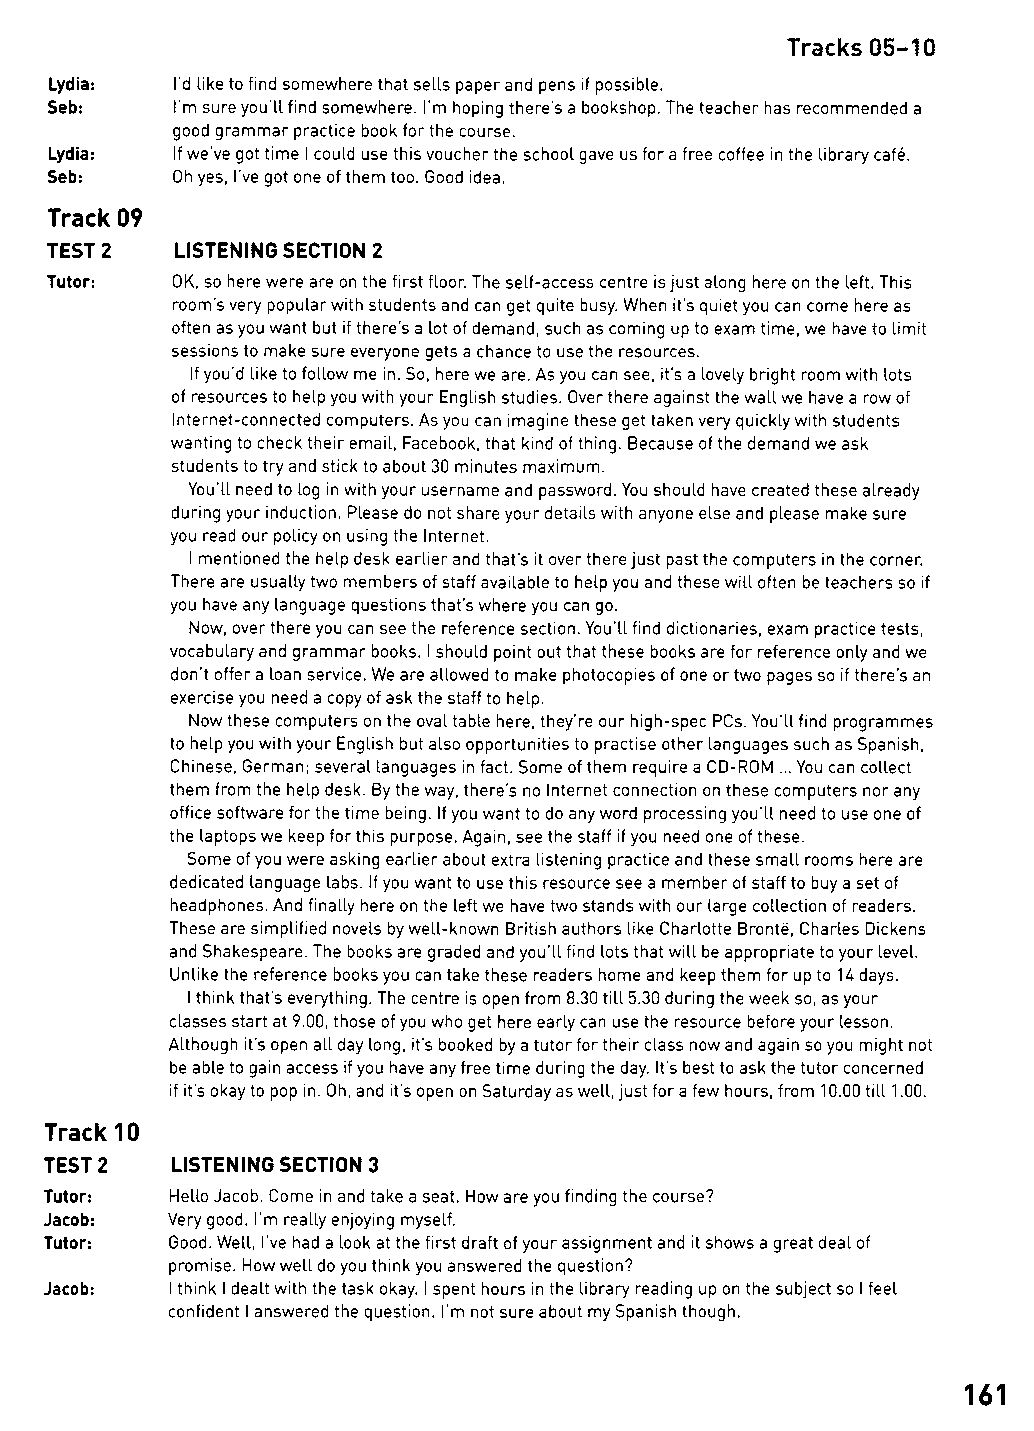 Tracks 05–10
Lydia: I'd like to find somewhere that sells paper and pens if possible.
Seb: I'm sure you'll find somewhere. I'm hoping there's a bookshop. The teacher has recommended a
good grammar practice book for the course.
Lydia: If we've got time I could use this voucher the school gave us for a free coffee in the library café.
Seb: Oh yes, I've got one of them too. Good idea.
Track 09
TEST 2 LISTENING SECTION 2
Tutor: OK, so here were are on the first floor. The self-access centre is just along here on the left. This
room's very popular with students and can get quite busy. When it's quiet you can come here as
often as you want but if there's a lot of demand, such as coming up to exam time, we have to limit
sessions to make sure everyone gets a chance to use the resources.
If you'd like to follow me in. So, here we are. As you can see, it's a lovely bright room with lots
of resources to help you with your English studies. Over there against the wall we have a row of
Internet-connected computers. As you can imagine these get taken very quickly with students
wanting to check their email, Facebook, that kind of thing. Because of the demand we ask
students to try and stick to about 30 minutes maximum.
You'll need to log in with your username and password. You should have created these already
during your induction. Please do not share your details with anyone else and please make sure
you read our policy on using the Internet.
I mentioned the help desk earlier and that's it over there just past the computers in the corner.
There are usually two members of staff available to help you and these will often be teachers so if
you have any language questions that's where you can go.
Now, over there you can see the reference section. You'll find dictionaries, exam practice tests,
vocabulary and grammar books. I should point out that these books are for reference only and we
don't offer a loan service. We are allowed to make photocopies of one or two pages so if there's an
exercise you need a copy of ask the staff to help.
Now these computers on the oval table here, they're our high-spec PCs. You'll find programmes
to help you with your English but also opportunities to practise other languages such as Spanish,
Chinese, German; several languages in fact. Some of them require a CD-ROM ... You can collect
them from the help desk. By the way, there's no Internet connection on these computers nor any
office software for the time being. If you want to do any word processing you'll need to use one of
the laptops we keep for this purpose. Again, see the staff if you need one of these.
Some of you were asking earlier about extra listening practice and these small rooms here are
dedicated language labs. If you want to use this resource see a member of staff to buy a set of
headphones. And finally here on the left we have two stands with our large collection of readers.
These are simplified novels by well-known British authors like Charlotte Brontë, Charles Dickens
and Shakespeare. The books are graded and you'll find lots that will be appropriate to your level.
Unlike the reference books you can take these readers home and keep them for up to 14 days.
I think that's everything. The centre is open from 8.30 till 5.30 during the week so, as your
classes start at 9.00, those of you who get here early can use the resource before your lesson.
Although it's open all day long, it's booked by a tutor for their class now and again so you might not
be able to gain access if you have any free time during the day. It's best to ask the tutor concerned
if it's okay to pop in. Oh, and it's open on Saturday as well, just for a few hours, from 10.00 till 1.00.
Track 10
TEST 2 LISTENING SECTION 3
Tutor: Hello Jacob. Come in and take a seat. How are you finding the course?
Jacob: Very good. I'm really enjoying myself.
Tutor: Good. Well, I've had a look at the first draft of your assignment and it shows a great deal of
promise. How well do you think you answered the question?
Jacob: I think I dealt with the task okay. I spent hours in the library reading up on the subject so I feel
confident I answered the question. I'm not sure about my Spanish though.
161